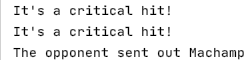 It's a critical hit!
It's a critical hit!
The opponent sent out Machamp